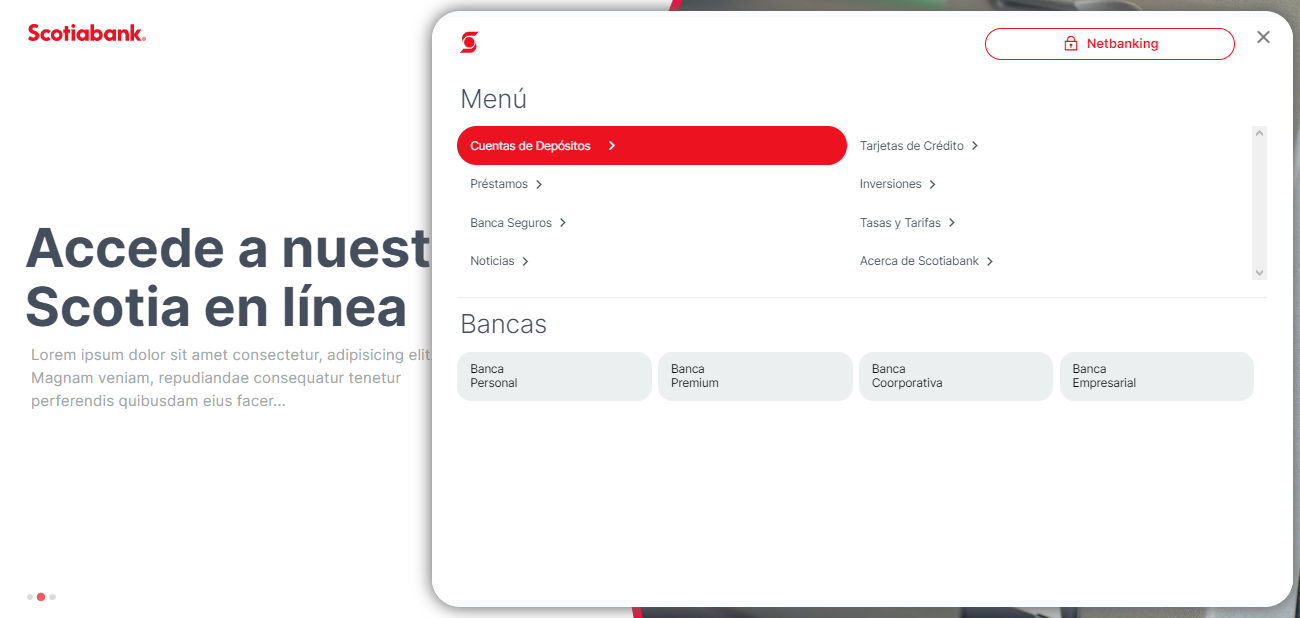 Scotiabank®
Netbanking
Menú
Cuentas de Depósitos
Tarjetas de Crédito
Préstamos
Inversiones
Banca Seguros
Tasas y Tarifas
Noticias
Acerca de Scotiabank
Accede a nuest
Scotia en línea
Lorem ipsum dolor sit amet consectetur, adipisicing elit
Magnam veniam, repudiandae consequatur tenetur
perferendis quibusdam eius facer...
Bancas
Banca
Personal
Banca
Premium
Banca
Coorporativa
Banca
Empresarial